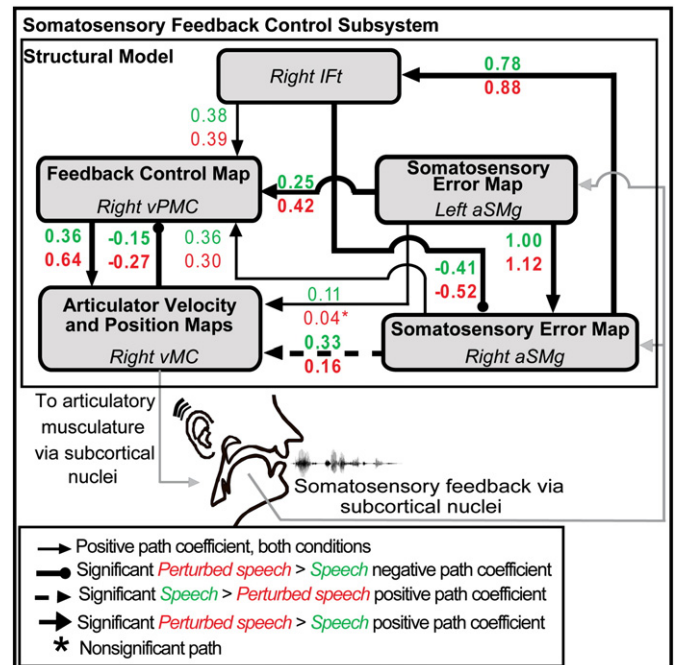 Somatosensory Feedback Control Subsystem
Structural Model
Right IFt
0.78
0.88
0.38
0.39
Feedback Control Map
Right vPMC
0.25
0.42
Somatosensory
Error Map
Left aSMg
0.36
0.64
-0.15
-0.27
0.36
0.30
-0.41
-0.52
1.00
1.12
0.11
0.04*
Articulator Velocity
and Position Maps
Right vMC
0.33
0.16
Somatosensory Error Map
Right aSMg
To articulatory
musculature
via subcortical
nuclei
Somatosensory feedback via
subcortical nuclei
Positive path coefficient, both conditions
Significant Perturbed speech > Speech negative path coefficient
Significant Speech > Perturbed speech positive path coefficient
Significant Perturbed speech > Speech positive path coefficient
* Nonsignificant path